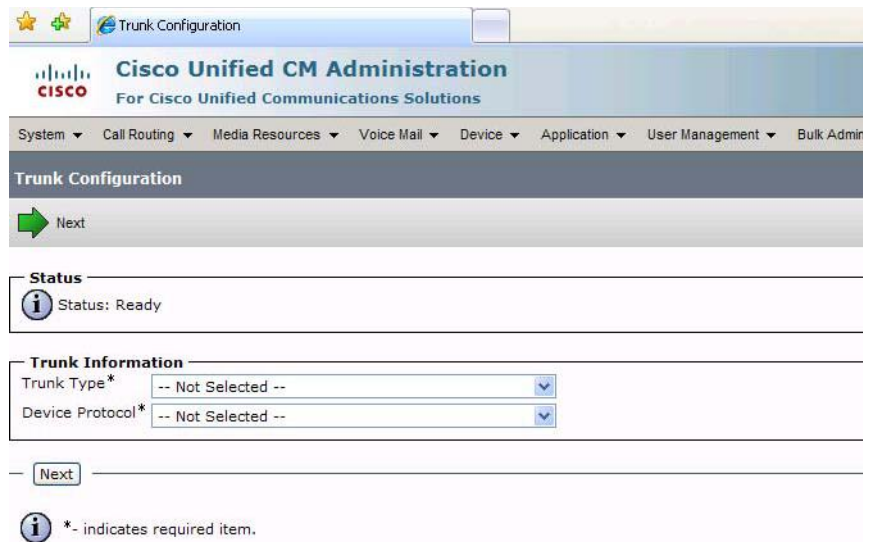 Trunk Configuration
CISCO
Cisco Unified CM Administration
For Cisco Unified Communications Solutions
System Call Routing Media Resources Voice Mail Device Application User Management Bulk Admin
Trunk Configuration
Next
Status
Status: Ready
Trunk Information
Trunk Type* -- Not Selected --
Device Protocol* -- Not Selected --
Next
*- indicates required item.